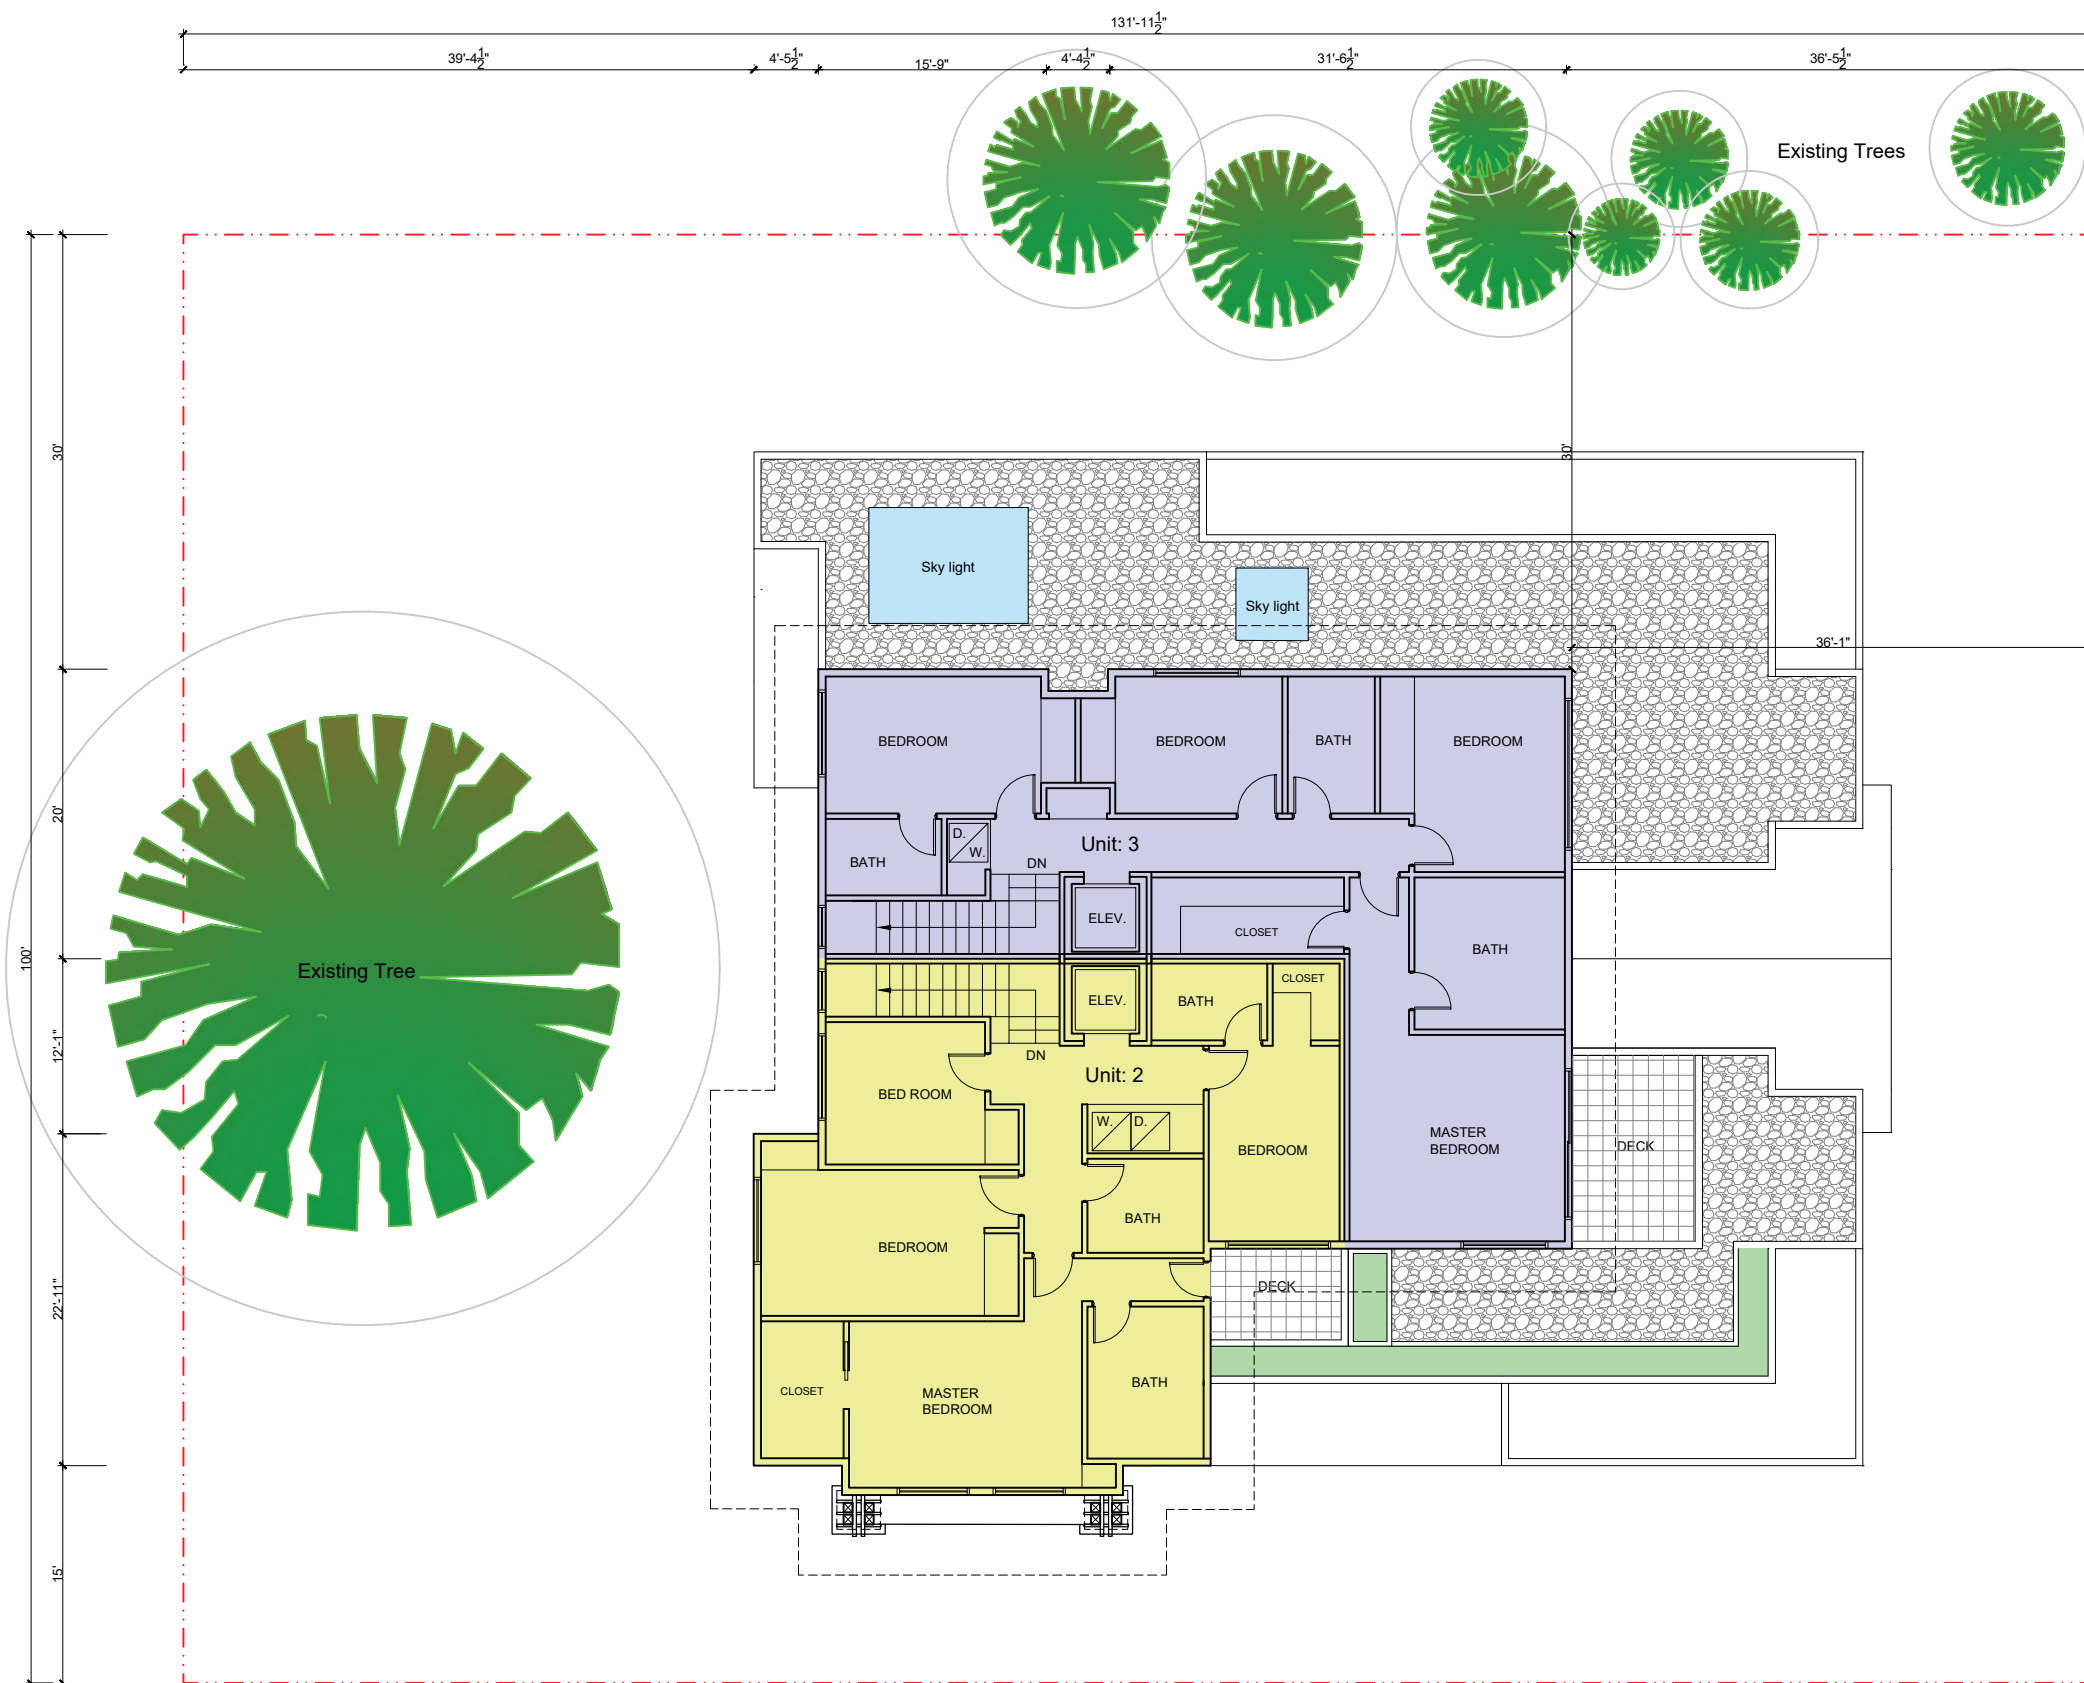 131'-11½"
39'-4½"
4'-5½"
15'-9"
4'-4½"
31'-6½"
36'-5½"
Existing Trees
30'
30'
Sky light
Sky light
36'-1"
BEDROOM
BEDROOM
BATH
BEDROOM
20'
D.
W.
Unit: 3
BATH
DN
ELEV.
CLOSET
BATH
100'
Existing Tree
CLOSET
ELEV.
BATH
12'-1"
DN
Unit: 2
BED ROOM
W.
D.
MASTER
BEDROOM
BEDROOM
DECK
BATH
BEDROOM
22'-11"
DECK
CLOSET
MASTER
BEDROOM
BATH
15'